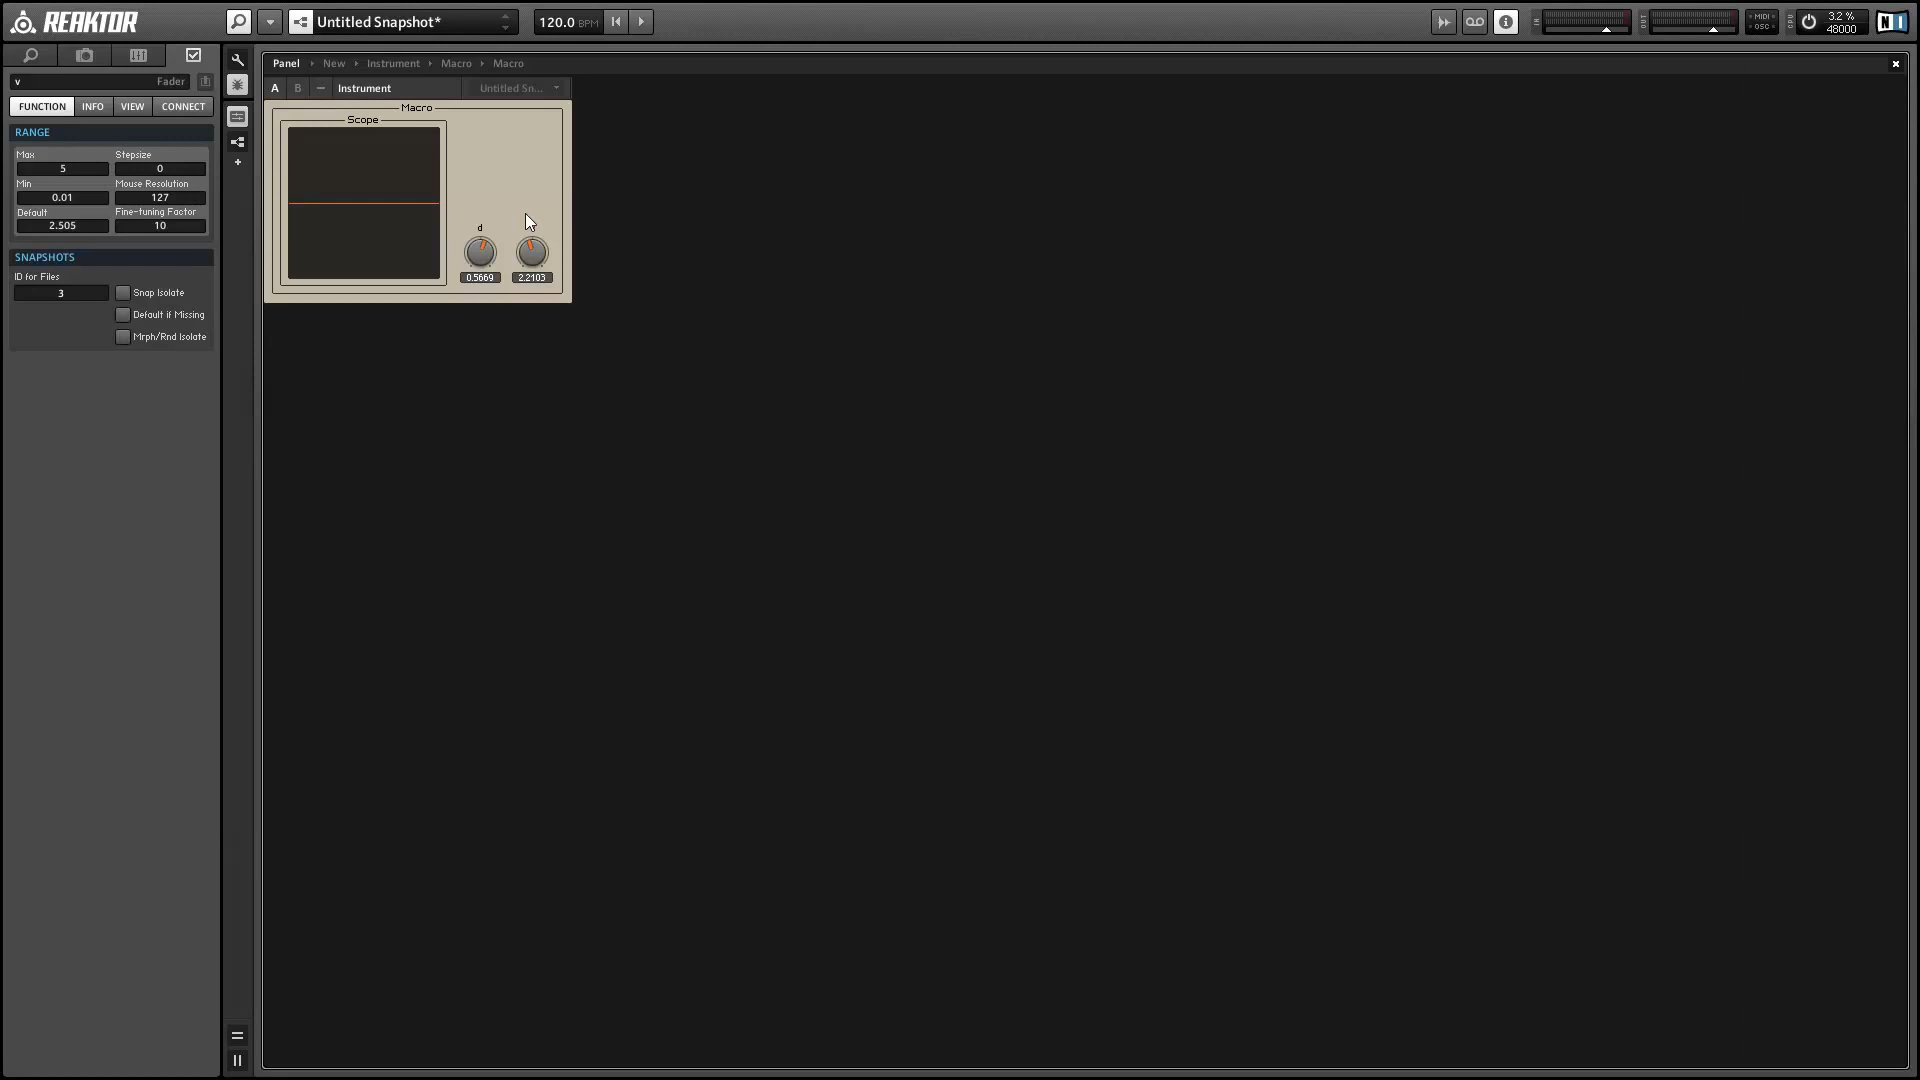 REAKTOR
Untitled Snapshot*
120.0 BPM
MIDI
OSC
3.2 %
48000
v Fader
FUNCTION INFO VIEW CONNECT
RANGE
Max Stepsize
5 0
Min Mouse Resolution
0.01 127
Default Fine-tuning Factor
2.505 10
SNAPSHOTS
ID for Files
3 Snap Isolate
Default if Missing
Mrph/Rnd Isolate
Panel New Instrument Macro Macro
A B Instrument Untitled Sn...
Macro
Scope
d
0.5669 2.2103